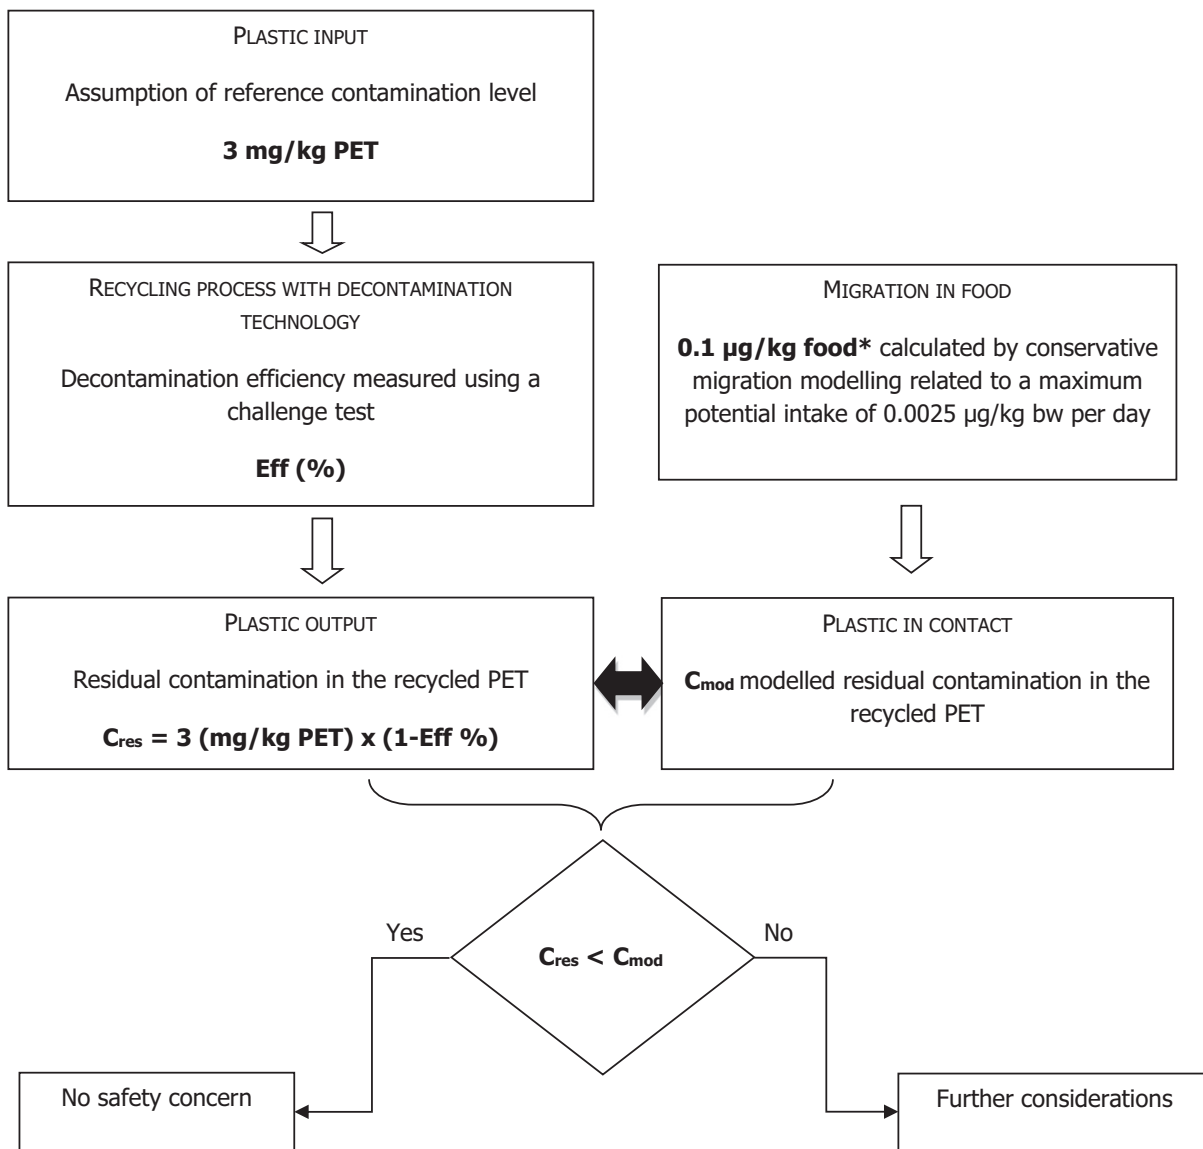 PLASTIC INPUT
Assumption of reference contamination level
3 mg/kg PET
RECYCLING PROCESS WITH DECONTAMINATION
TECHNOLOGY
Decontamination efficiency measured using a
challenge test
Eff (%)
MIGRATION IN FOOD
0.1 µg/kg food* calculated by conservative
migration modelling related to a maximum
potential intake of 0.0025 µg/kg bw per day
PLASTIC OUTPUT
Residual contamination in the recycled PET
Cres = 3 (mg/kg PET) x (1-Eff %)
PLASTIC IN CONTACT
Cmod modelled residual contamination in the
recycled PET
Yes
Cres < Cmod
No
No safety concern
Further considerations